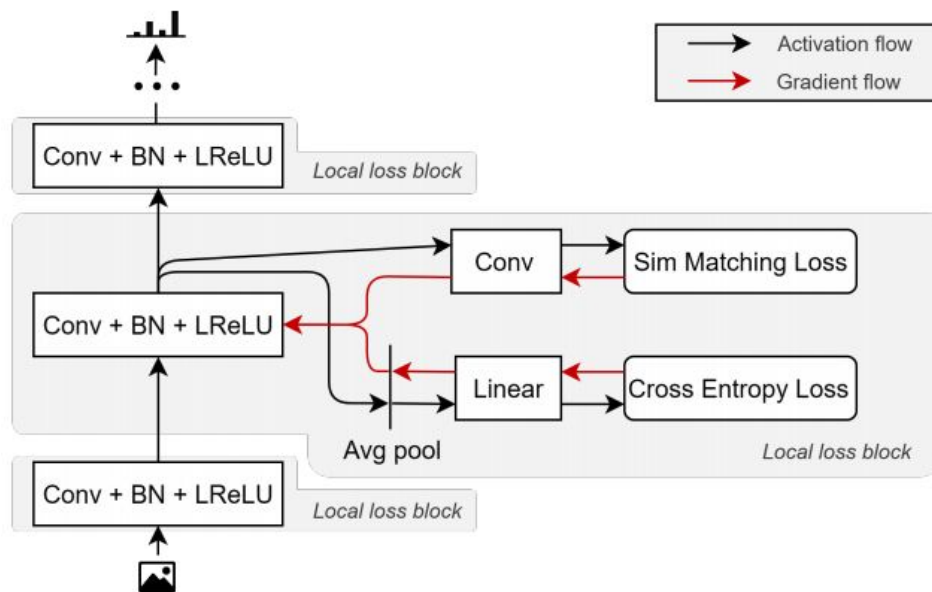 Activation flow
Gradient flow
Conv + BN + LReLU
Local loss block
Conv
Sim Matching Loss
Conv + BN + LReLU
Linear
Cross Entropy Loss
Avg pool
Local loss block
Conv + BN + LReLU
Local loss block